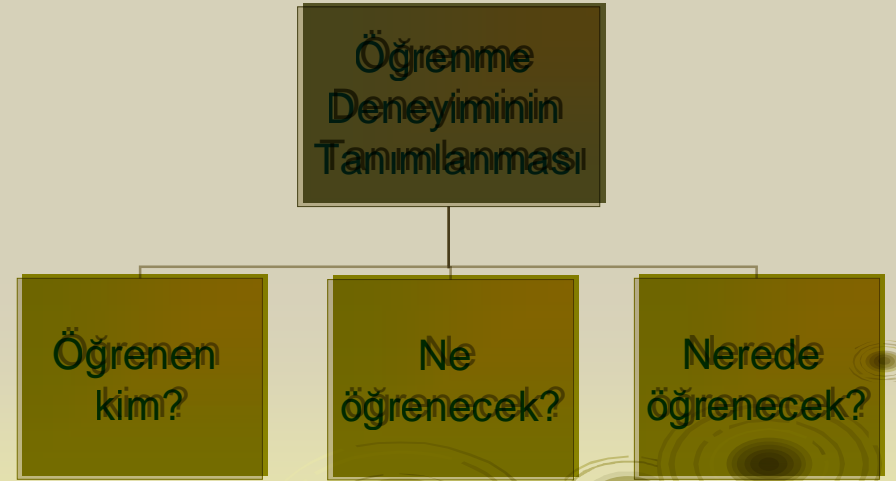 Öğrenme
Deneyiminin
Tanımlanması
Öğrenen
kim?
Ne
öğrenecek?
Nerede
öğrenecek?